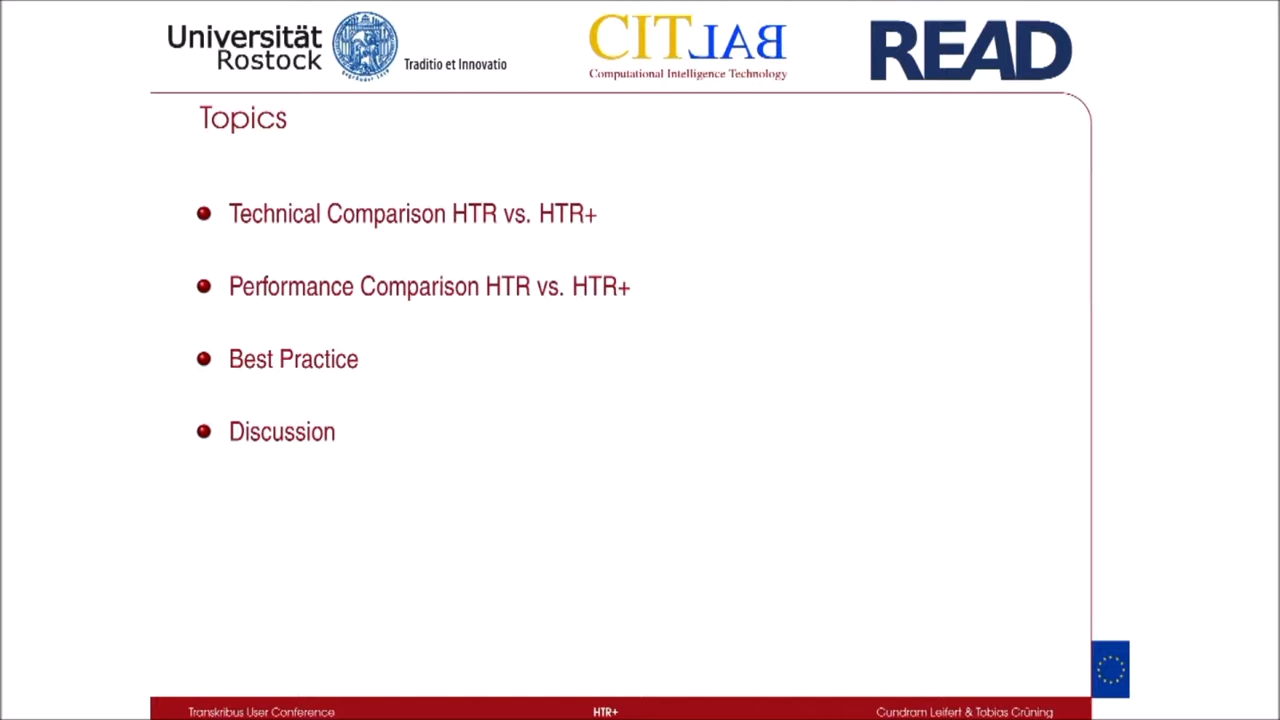 Universität
Rostock
Traditio et Innovatio
CITLAB
Computational Intelligence Technology
READ
Topics
Technical Comparison HTR vs. HTR+
Performance Comparison HTR vs. HTR+
Best Practice
Discussion
Transkribus User Conference
HTR+
Gundram Leifert & Tobias Grüning